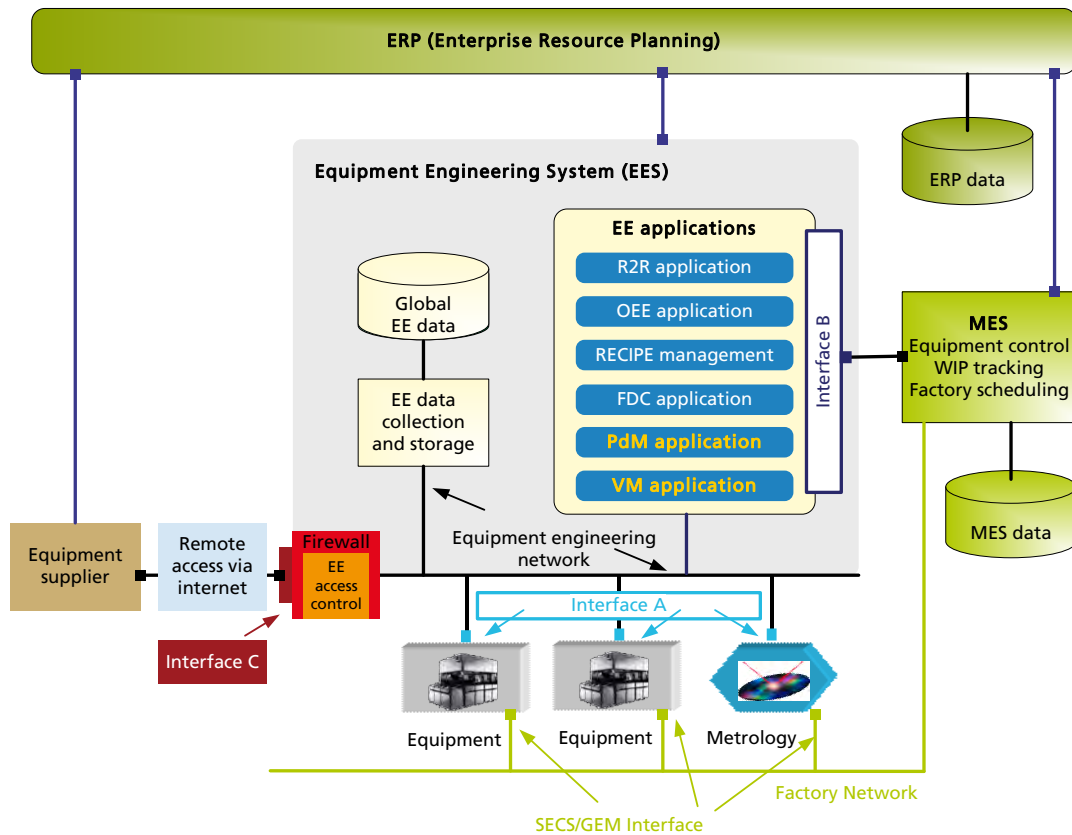 ERP (Enterprise Resource Planning)
ERP data
Equipment Engineering System (EES)
EE applications
R2R application
OEE application
RECIPE management
FDC application
PdM application
VM application
Interface B
Global
EE data
EE data
collection
and storage
MES
Equipment control
WIP tracking
Factory scheduling
MES data
Equipment engineering
network
Equipment
supplier
Remote
access via
internet
Firewall
EE
access
control
Interface C
Interface A
Equipment
Equipment
Metrology
Factory Network
SECS/GEM Interface